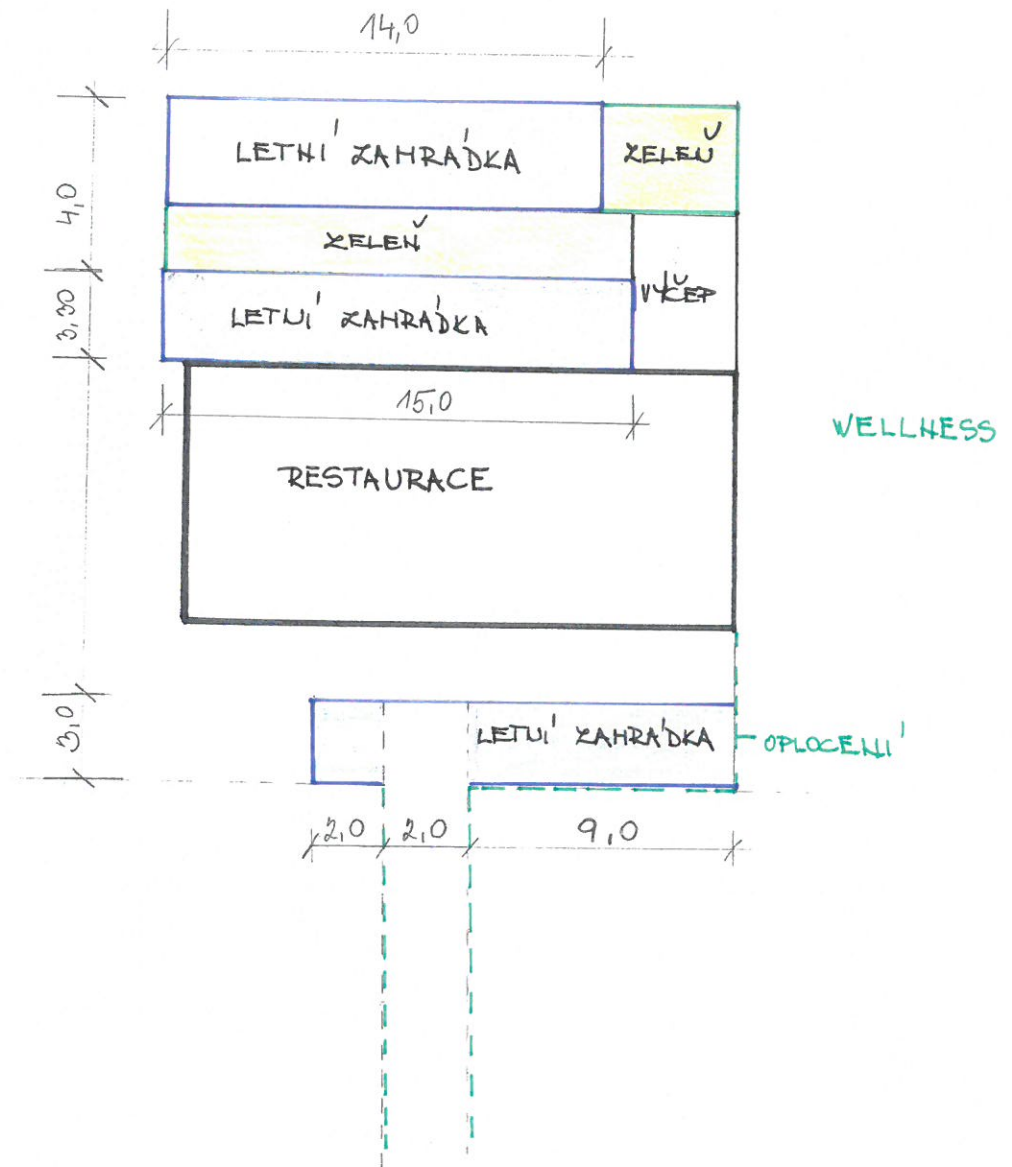 14,0
LETNÍ ZAHRÁDKA
ZELEŇ
4,0
ZELEŇ
VÝČEP
3,30
LETNÍ ZAHRÁDKA
15,0
WELLNESS
RESTAURACE
3,0
LETNÍ ZAHRÁDKA
OPLOCENÍ
2,0
2,0
9,0